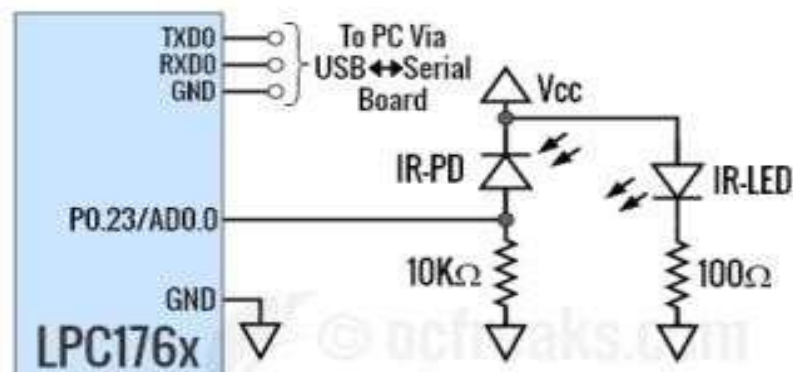 TXD0
RXD0
GND
To PC Via
USB↔Serial
Board
Vcc
IR-PD
IR-LED
P0.23/AD0.0
10KΩ
100Ω
GND
LPC176x
© ocfreaks.com